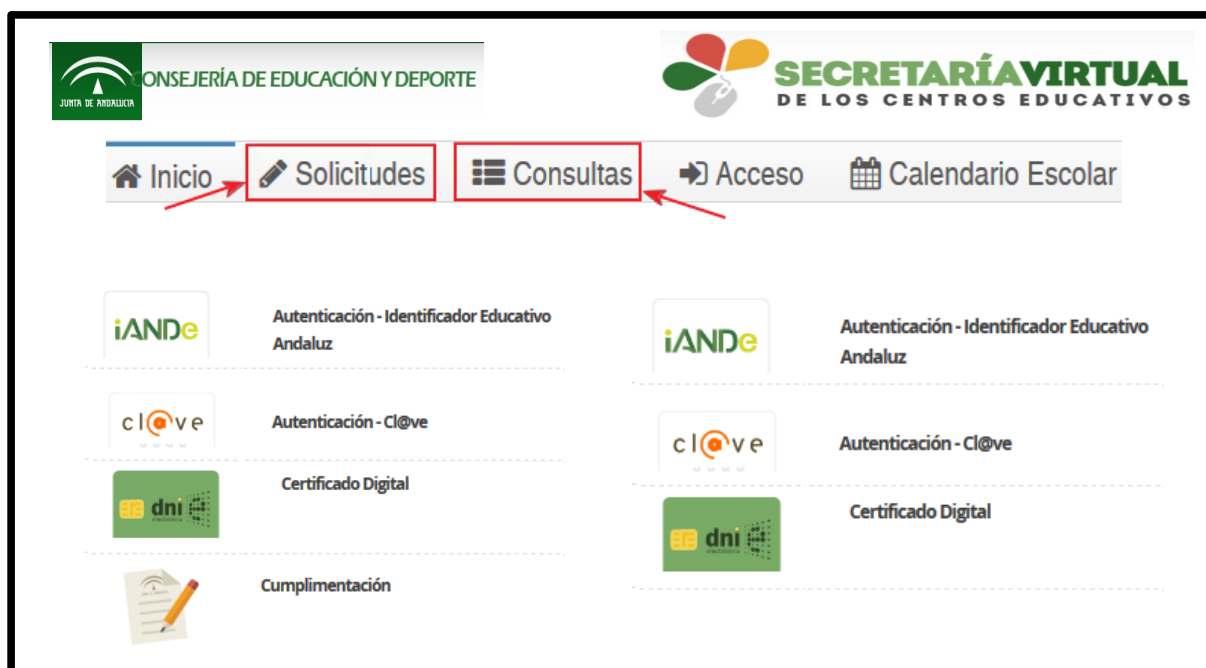 JUNTA DE ANDALUCIA
CONSEJERÍA DE EDUCACIÓN Y DEPORTE
SECRETARÍAVIRTUAL
DE LOS CENTROS EDUCATIVOS
Inicio
Solicitudes
Consultas
Acceso
Calendario Escolar
iANDe
Autenticación - Identificador Educativo
Andaluz
cl@ve
Autenticación - Cl@ve
dni
electrónico
Certificado Digital
Cumplimentación
iANDe
Autenticación - Identificador Educativo
Andaluz
cl@ve
Autenticación - Cl@ve
dni
electrónico
Certificado Digital